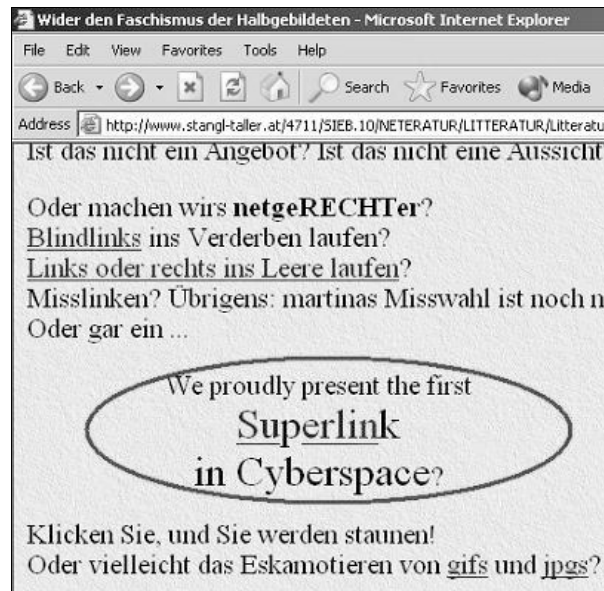 Wider den Faschismus der Halbgebildeten - Microsoft Internet Explorer
File Edit View Favorites Tools Help
Back Search Favorites Media
Address http://www.stangl-taller.at/4711/SIEB.10/NETERATUR/LITTERATUR/Litteratu
Ist das nicht ein Angebot? Ist das nicht eine Aussicht
Oder machen wirs netgeRECHTer?
Blindlinks ins Verderben laufen?
Links oder rechts ins Leere laufen?
Misslinken? Übrigens: martinas Misswahl ist noch n
Oder gar ein ...
We proudly present the first
Superlink
in Cyberspace?
Klicken Sie, und Sie werden staunen!
Oder vielleicht das Eskamotieren von gifs und jpgs?